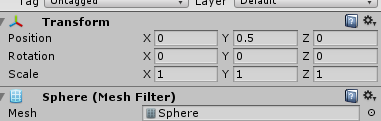 Tag Untagged Layer Default
Transform
Position X 0 Y 0.5 Z 0
Rotation X 0 Y 0 Z 0
Scale X 1 Y 1 Z 1
Sphere (Mesh Filter)
Mesh Sphere